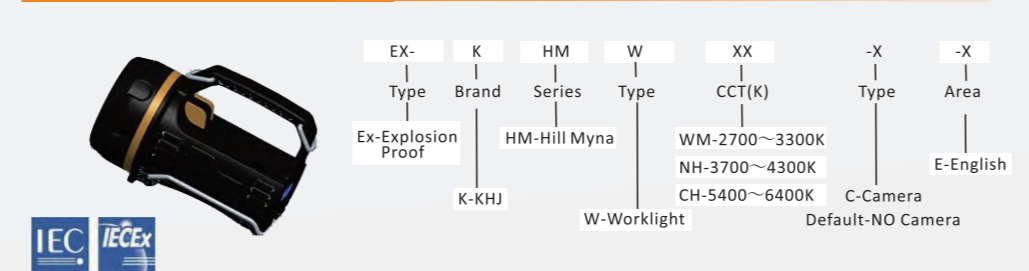 EX- K HM W XX -X -X
Type Brand Series Type CCT(K) Type Area
Ex-Explosion
Proof
HM-Hill Myna
WM-2700～3300K
NH-3700～4300K
CH-5400～6400K
E-English
K-KHJ
C-Camera
W-Worklight
Default-NO Camera
IEC
IECEx